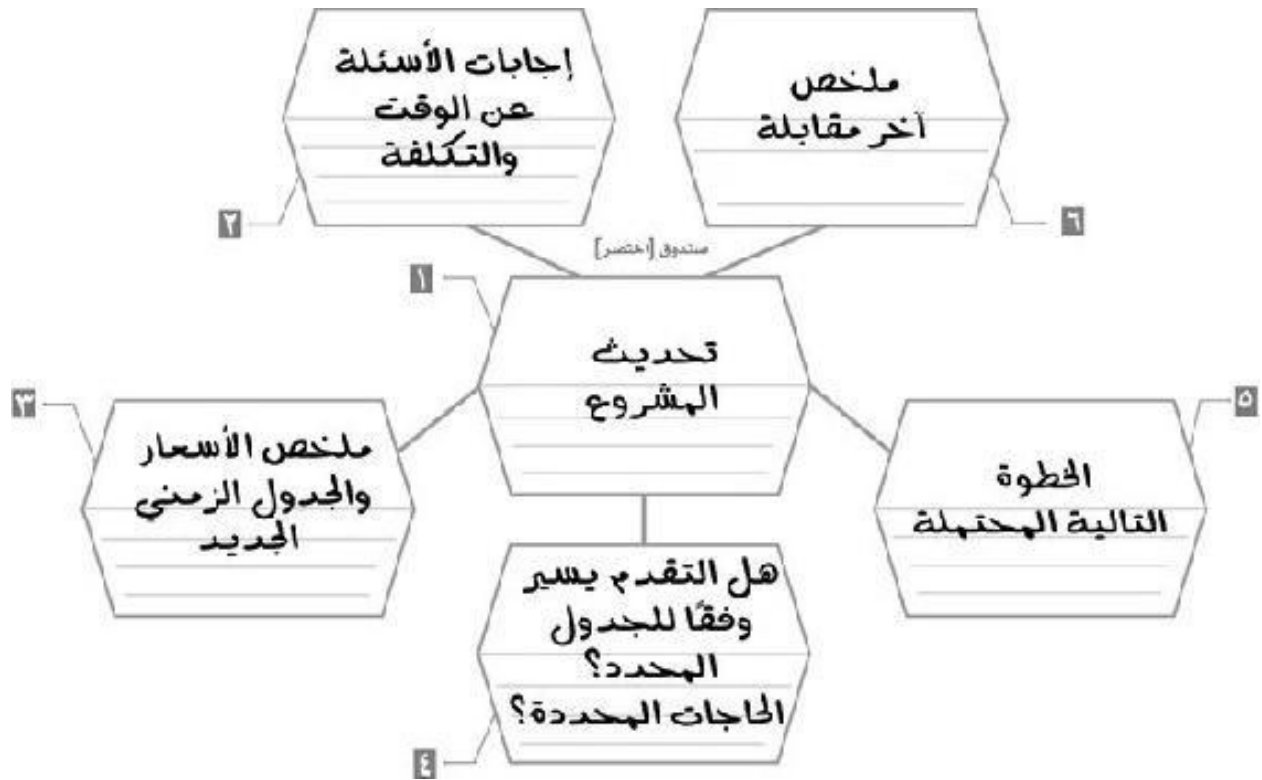 إجابات الأسئلة
عن الوقت
والتكلفة
٢
ملخص
آخر مقابلة
٦
صندوق [اختصر]
١
تحديث
المشروع
٣
ملخص الأسعار
والجدول الزمني
الجديد
٥
الخطوة
التالية المحتملة
هل التقدم يسير
وفقًا للجدول
المحدد؟
الحاجات المحددة؟
٤